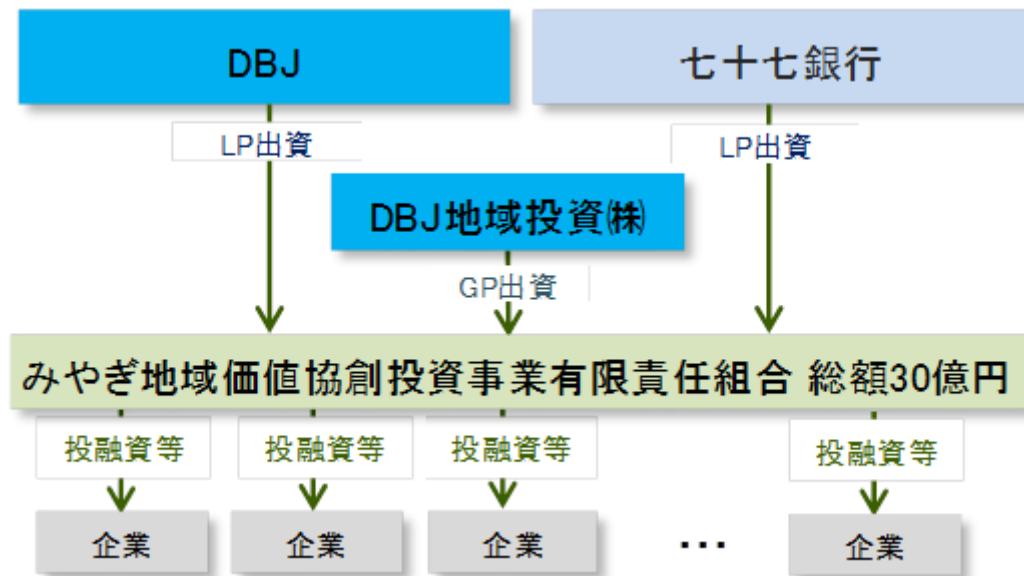 DBJ
七十七銀行
LP出資
LP出資
DBJ地域投資㈱
GP出資
みやぎ地域価値協創投資事業有限責任組合 総額30億円
投融資等
投融資等
投融資等
投融資等
企業
企業
企業
…
企業